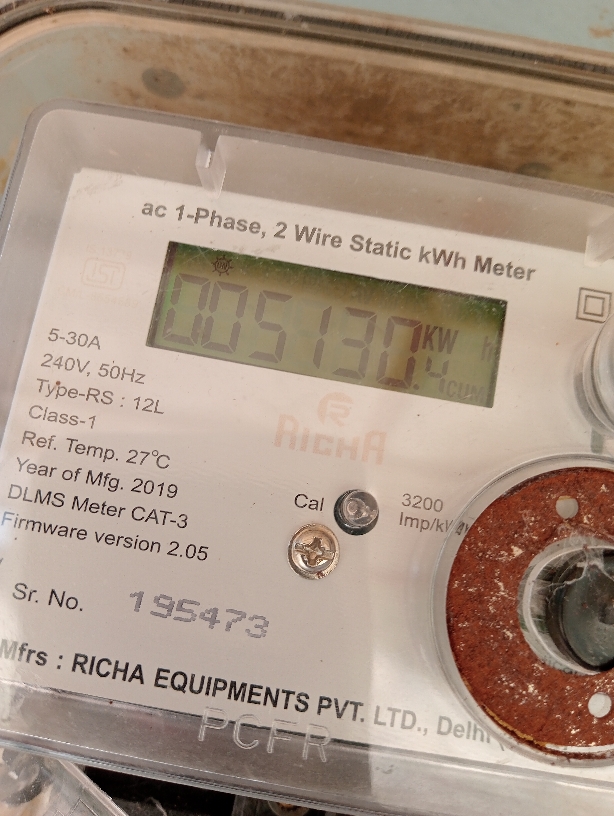 ac 1-Phase, 2 Wire Static kWh Meter
005130.4 KW h
CUM
5-30A
240V, 50Hz
Type-RS : 12L
Class-1
Ref. Temp. 27°C
Year of Mfg. 2019
DLMS Meter CAT-3
Firmware version 2.05
RICHA
Cal
3200
Imp/kW
Sr. No. 195473
Mfrs : RICHA EQUIPMENTS PVT. LTD., Delhi
PCFR